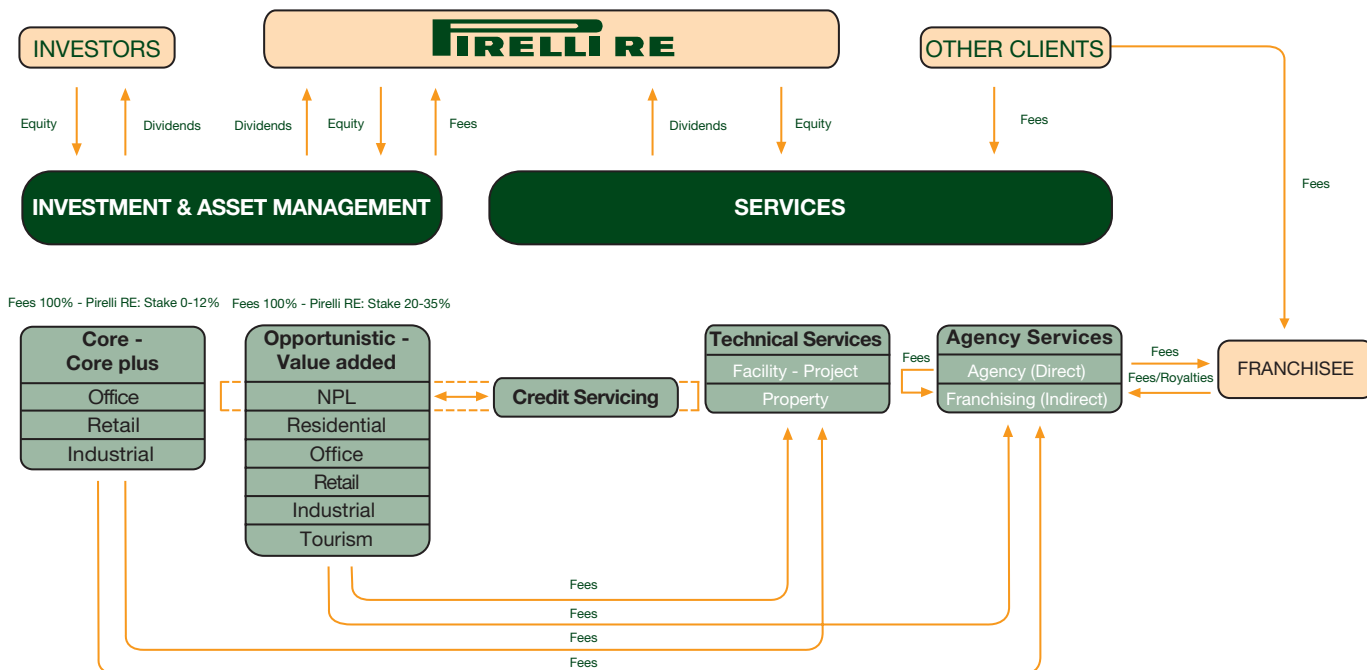 INVESTORS
PIRELLI RE
OTHER CLIENTS
Equity
Dividends
Dividends
Equity
Fees
Dividends
Equity
Fees
Fees
INVESTMENT & ASSET MANAGEMENT
SERVICES
Fees 100% - Pirelli RE: Stake 0-12%
Fees 100% - Pirelli RE: Stake 20-35%
Core -
Core plus
Office
Retail
Industrial
Opportunistic -
Value added
NPL
Residential
Office
Retail
Industrial
Tourism
Credit Servicing
Technical Services
Facility - Project
Property
Fees
Agency Services
Agency (Direct)
Franchising (Indirect)
Fees
Fees/Royalties
FRANCHISEE
Fees
Fees
Fees
Fees